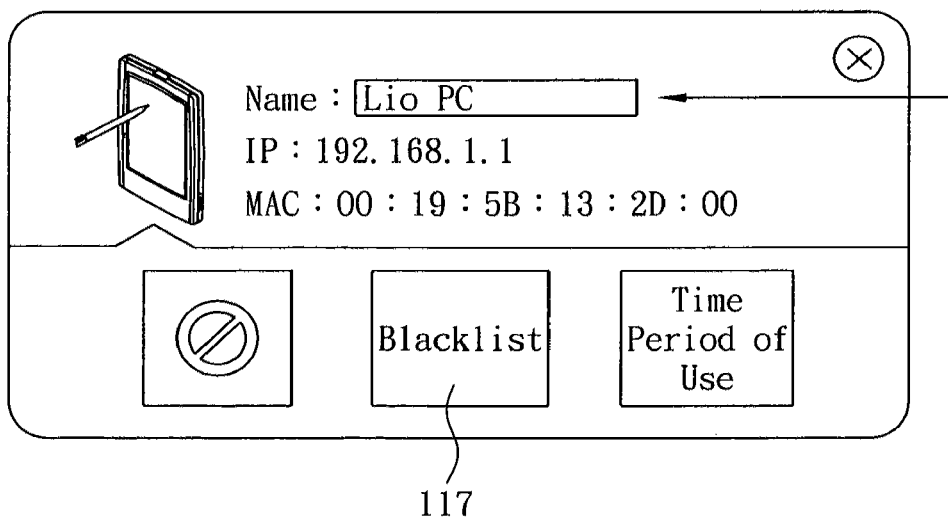 Name : Lio PC
IP : 192. 168. 1. 1
MAC : 00 : 19 : 5B : 13 : 2D : 00
Blacklist
Time
Period of
Use
117